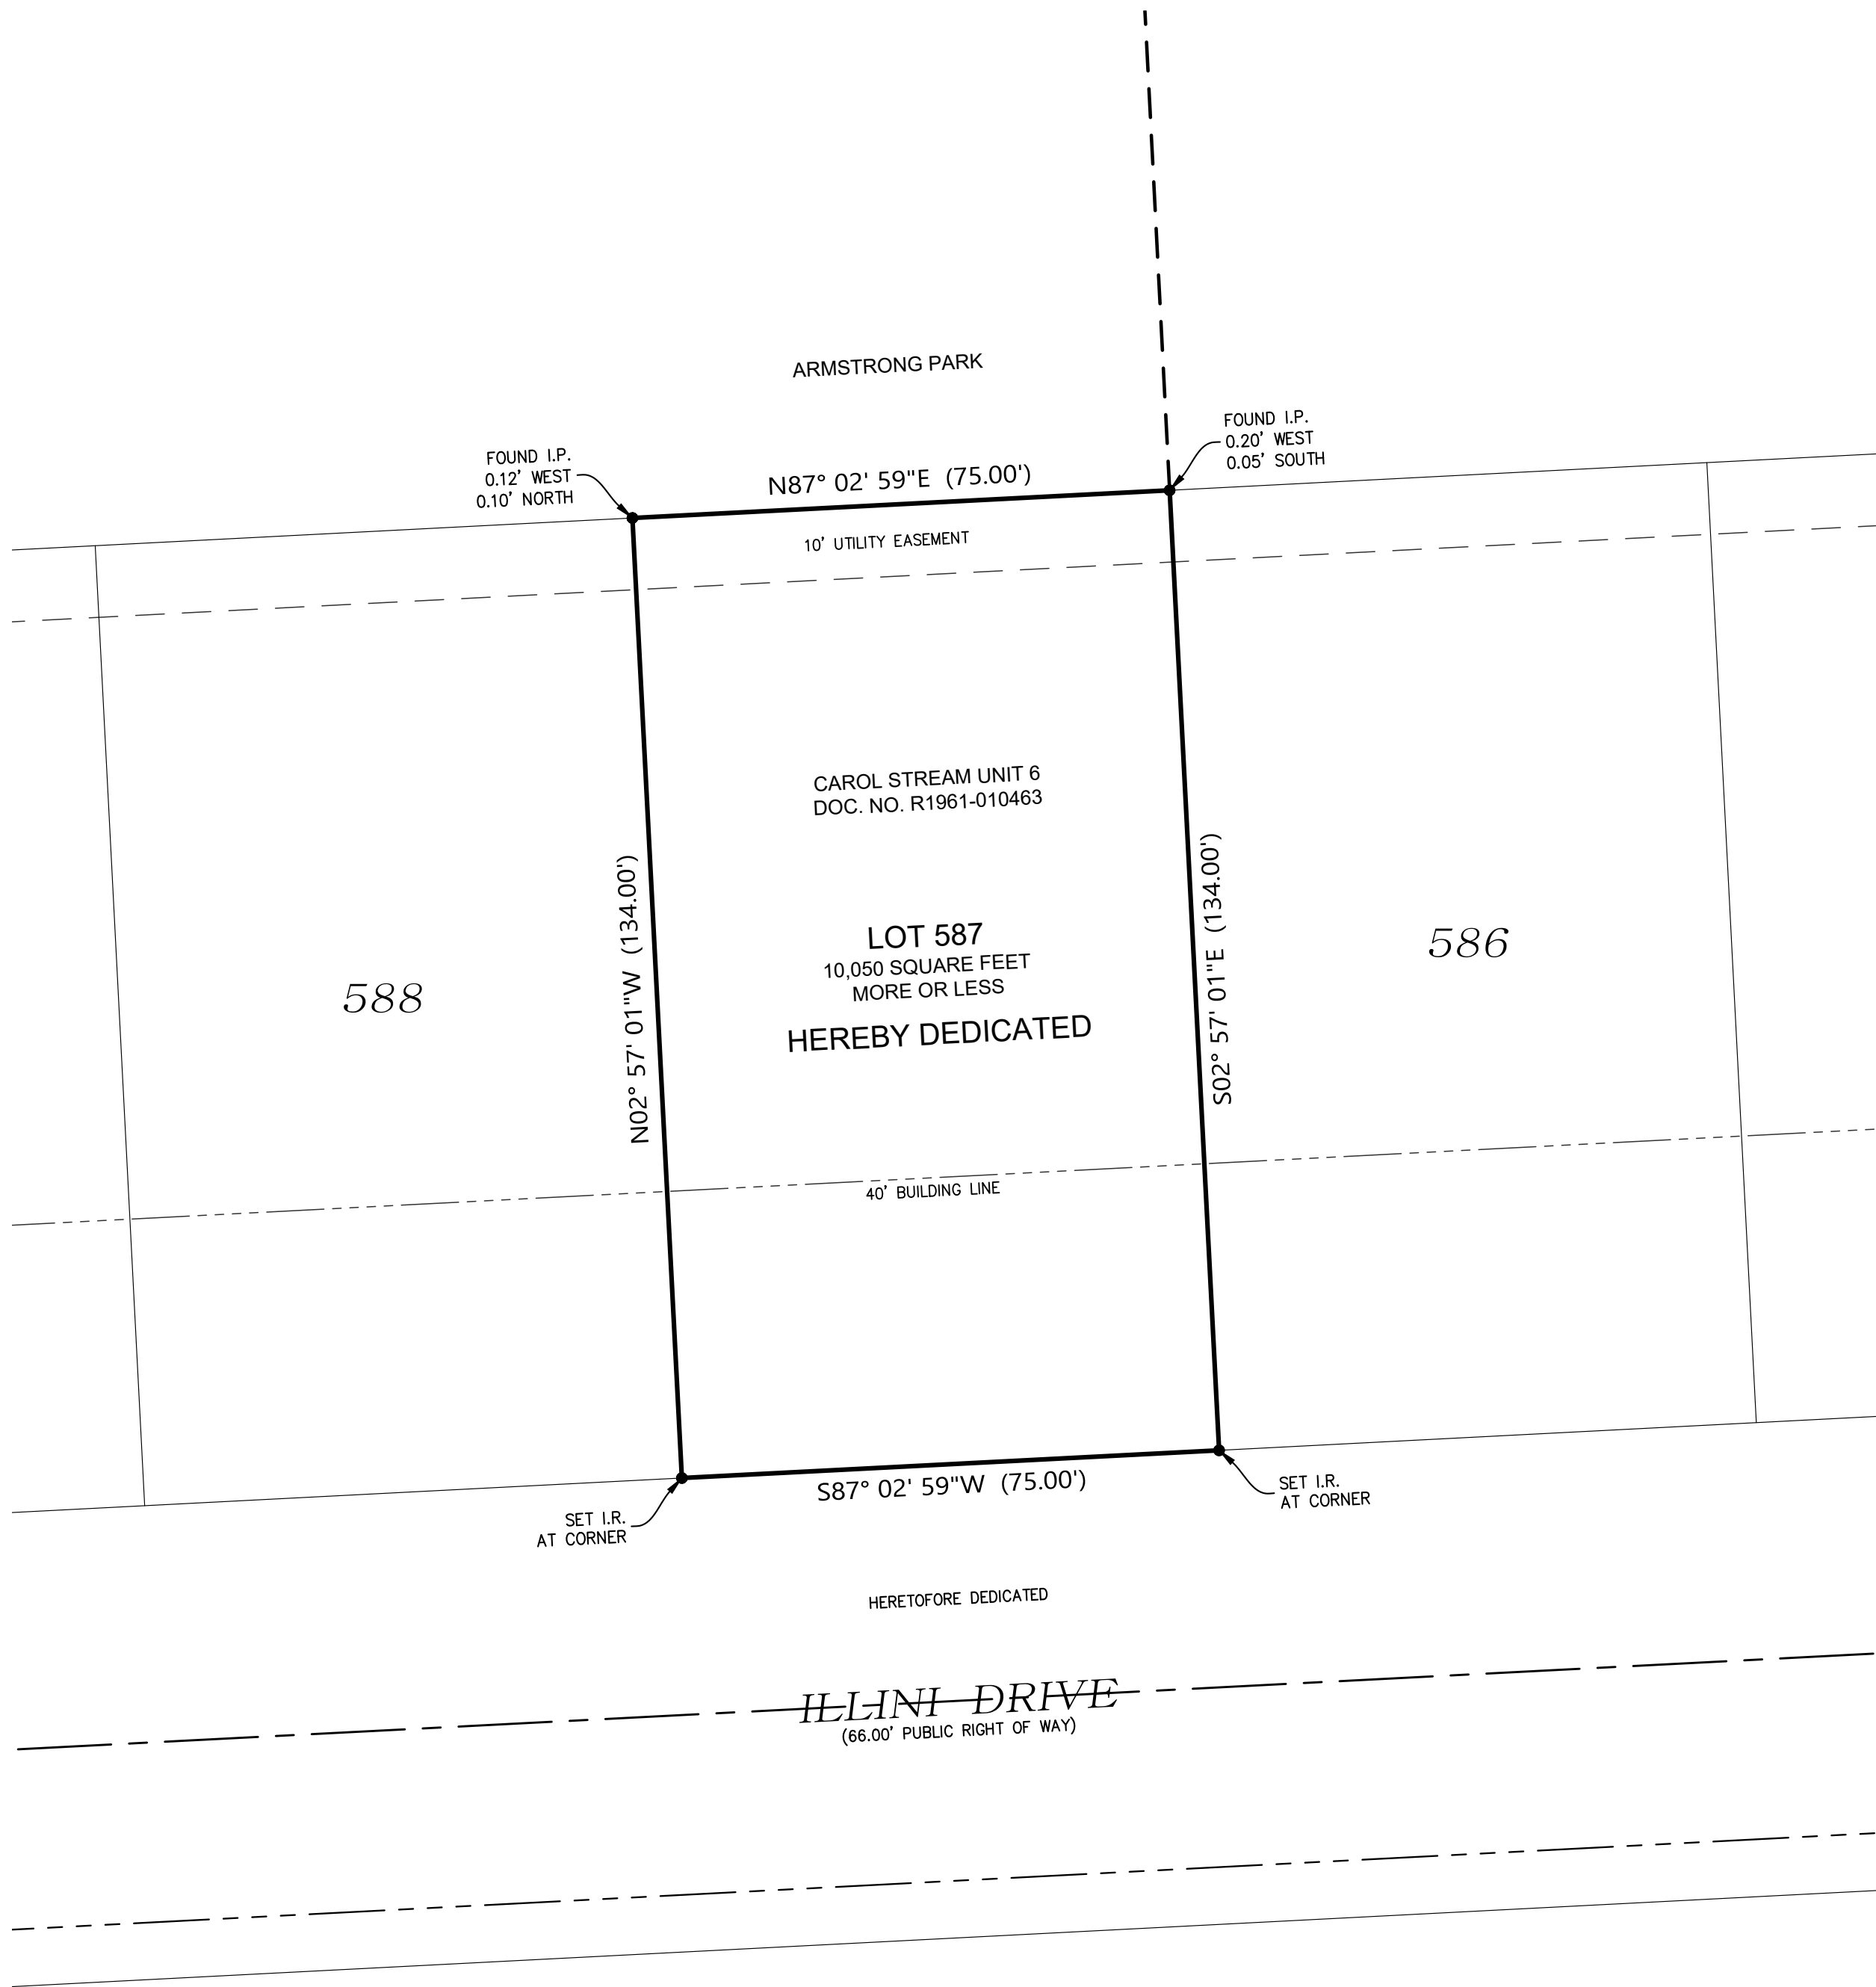 ARMSTRONG PARK
FOUND I.P.
0.12' WEST
0.10' NORTH
N87° 02' 59"E (75.00')
FOUND I.P.
0.20' WEST
0.05' SOUTH
10' UTILITY EASEMENT
CAROL STREAM UNIT 6
DOC. NO. R1961-010463
N02° 57' 01"W (134.00')
S02° 57' 01"E (134.00')
588
LOT 587
10,050 SQUARE FEET
MORE OR LESS
HEREBY DEDICATED
586
40' BUILDING LINE
S87° 02' 59"W (75.00')
SET I.R.
AT CORNER
SET I.R.
AT CORNER
HERETOFORE DEDICATED
ILLINI DRIVE
(66.00' PUBLIC RIGHT OF WAY)